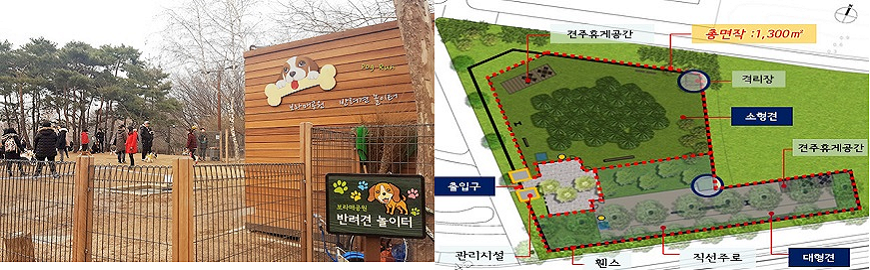 Dog-Run
보라매공원 반려견 놀이터
보라매공원
반려견 놀이터
견주휴게공간
총면작 :1,300㎡
격리장
소형견
견주휴게공간
출입구
관리시설
휀스
직선주로
대형견